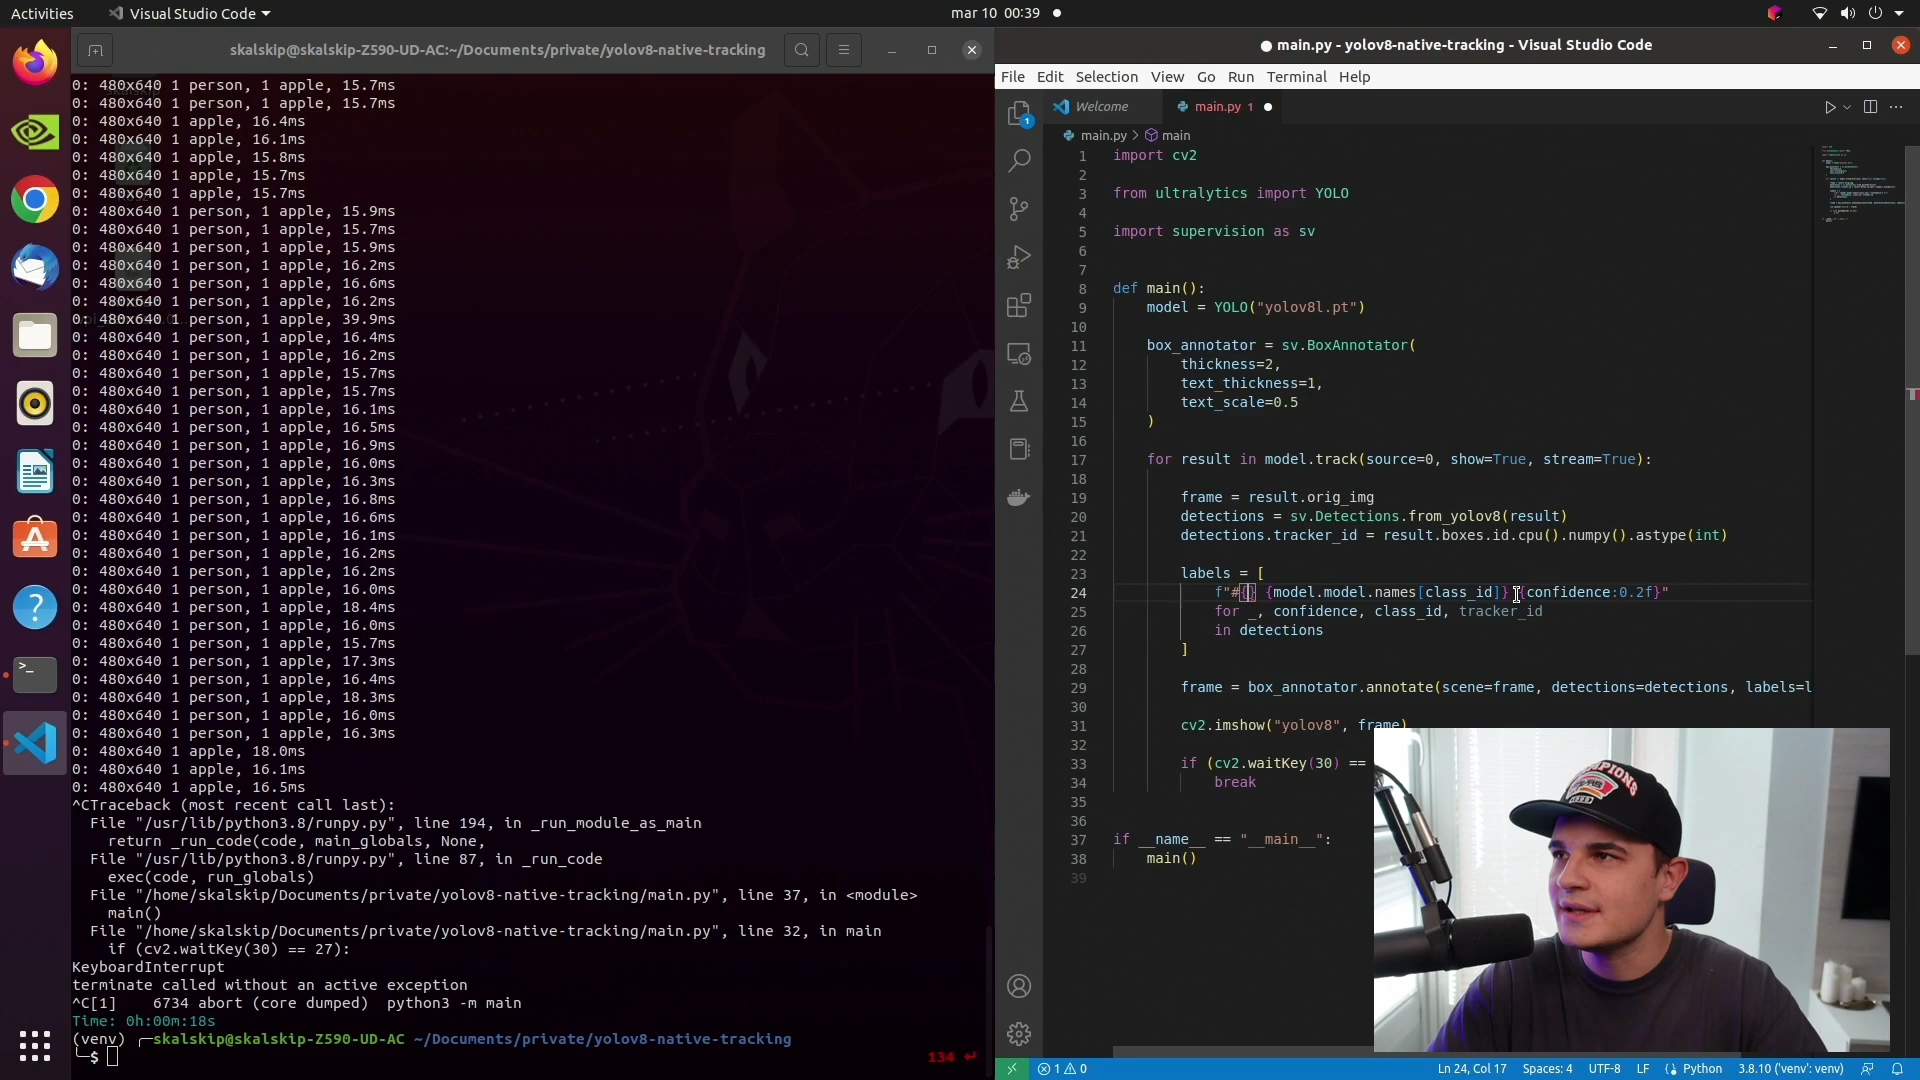 Activities
Visual Studio Code
mar 10 00:39
skalskip@skalskip-Z590-UD-AC:~/Documents/private/yolov8-native-tracking
0: 480x640 1 person, 1 apple, 15.7ms
0: 480x640 1 person, 1 apple, 15.7ms
0: 480x640 1 apple, 16.4ms
0: 480x640 1 apple, 16.1ms
0: 480x640 1 apple, 15.8ms
0: 480x640 1 apple, 15.7ms
0: 480x640 1 apple, 15.7ms
0: 480x640 1 person, 1 apple, 15.9ms
0: 480x640 1 person, 1 apple, 15.7ms
0: 480x640 1 person, 1 apple, 15.9ms
0: 480x640 1 person, 1 apple, 16.2ms
0: 480x640 1 person, 1 apple, 16.6ms
0: 480x640 1 person, 1 apple, 16.2ms
0: 480x640 1 person, 1 apple, 39.9ms
0: 480x640 1 person, 1 apple, 16.4ms
0: 480x640 1 person, 1 apple, 16.2ms
0: 480x640 1 person, 1 apple, 15.7ms
0: 480x640 1 person, 1 apple, 15.7ms
0: 480x640 1 person, 1 apple, 16.1ms
0: 480x640 1 person, 1 apple, 16.5ms
0: 480x640 1 person, 1 apple, 16.9ms
0: 480x640 1 person, 1 apple, 16.0ms
0: 480x640 1 person, 1 apple, 16.3ms
0: 480x640 1 person, 1 apple, 16.8ms
0: 480x640 1 person, 1 apple, 16.6ms
0: 480x640 1 person, 1 apple, 16.1ms
0: 480x640 1 person, 1 apple, 16.2ms
0: 480x640 1 person, 1 apple, 16.2ms
0: 480x640 1 person, 1 apple, 16.0ms
0: 480x640 1 person, 1 apple, 18.4ms
0: 480x640 1 person, 1 apple, 16.0ms
0: 480x640 1 person, 1 apple, 15.7ms
0: 480x640 1 person, 1 apple, 17.3ms
0: 480x640 1 person, 1 apple, 16.4ms
0: 480x640 1 person, 1 apple, 18.3ms
0: 480x640 1 person, 1 apple, 16.0ms
0: 480x640 1 person, 1 apple, 16.3ms
0: 480x640 1 apple, 18.0ms
0: 480x640 1 apple, 16.1ms
0: 480x640 1 apple, 16.5ms
^CTraceback (most recent call last):
File "/usr/lib/python3.8/runpy.py", line 194, in _run_module_as_main
return _run_code(code, main_globals, None,
File "/usr/lib/python3.8/runpy.py", line 87, in _run_code
exec(code, run_globals)
File "/home/skalskip/Documents/private/yolov8-native-tracking/main.py", line 37, in <module>
main()
File "/home/skalskip/Documents/private/yolov8-native-tracking/main.py", line 32, in main
if (cv2.waitKey(30) == 27):
KeyboardInterrupt
terminate called without an active exception
^C[1]    6734 abort (core dumped)  python3 -m main
Time: 0h:00m:18s
(venv) ╭─skalskip@skalskip-Z590-UD-AC ~/Documents/private/yolov8-native-tracking
╰─$ 134 ↵
● main.py - yolov8-native-tracking - Visual Studio Code
File Edit Selection View Go Run Terminal Help
1
Welcome
main.py 1 ●
main.py > main
1 import cv2
2
3 from ultralytics import YOLO
4
5 import supervision as sv
6
7
8 def main():
9 model = YOLO("yolov8l.pt")
10
11 box_annotator = sv.BoxAnnotator(
12 thickness=2,
13 text_thickness=1,
14 text_scale=0.5
15 )
16
17 for result in model.track(source=0, show=True, stream=True):
18
19 frame = result.orig_img
20 detections = sv.Detections.from_yolov8(result)
21 detections.tracker_id = result.boxes.id.cpu().numpy().astype(int)
22
23 labels = [
24 f"#{} {model.model.names[class_id]} {confidence:0.2f}"
25 for _, confidence, class_id, tracker_id
26 in detections
27 ]
28
29 frame = box_annotator.annotate(scene=frame, detections=detections, labels=l
30
31 cv2.imshow("yolov8", frame)
32
33 if (cv2.waitKey(30) ==
34 break
35
36
37 if __name__ == "__main__":
38 main()
39
CHAMPIONS
1 0
Ln 24, Col 17
Spaces: 4
UTF-8
LF
Python
3.8.10 ('venv': venv)